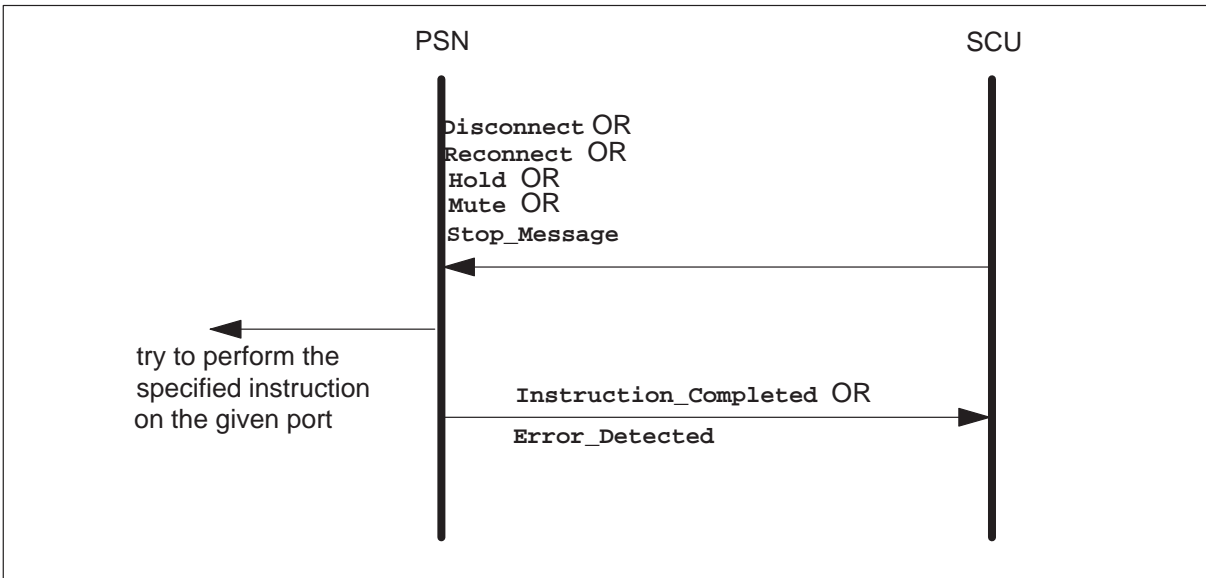 PSN
SCU
Disconnect OR
Reconnect OR
Hold OR
Mute OR
Stop_Message
try to perform the
specified instruction
on the given port
Instruction_Completed OR
Error_Detected